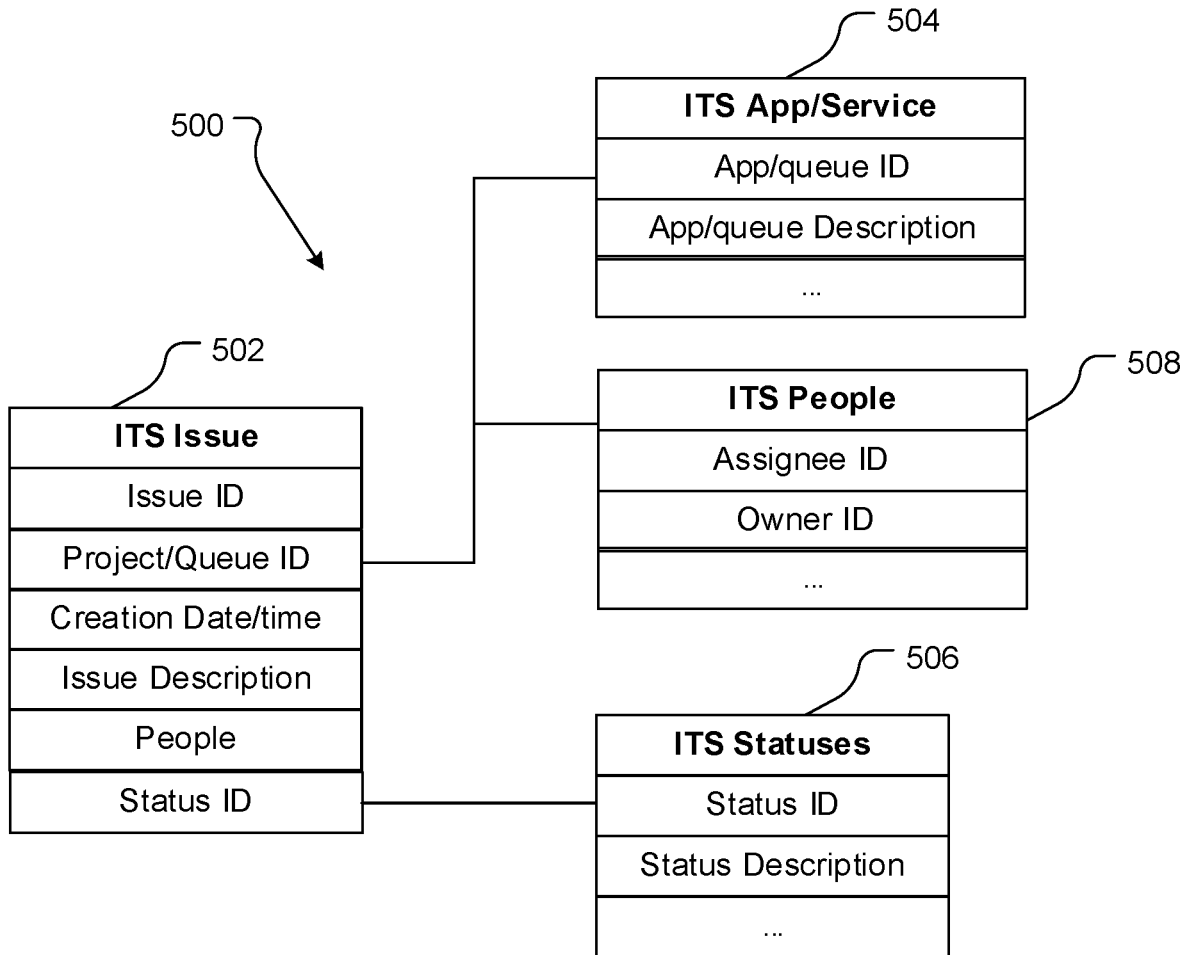 504
500
ITS App/Service
App/queue ID
App/queue Description
...
502
ITS Issue
Issue ID
Project/Queue ID
Creation Date/time
Issue Description
People
Status ID
508
ITS People
Assignee ID
Owner ID
...
506
ITS Statuses
Status ID
Status Description
...